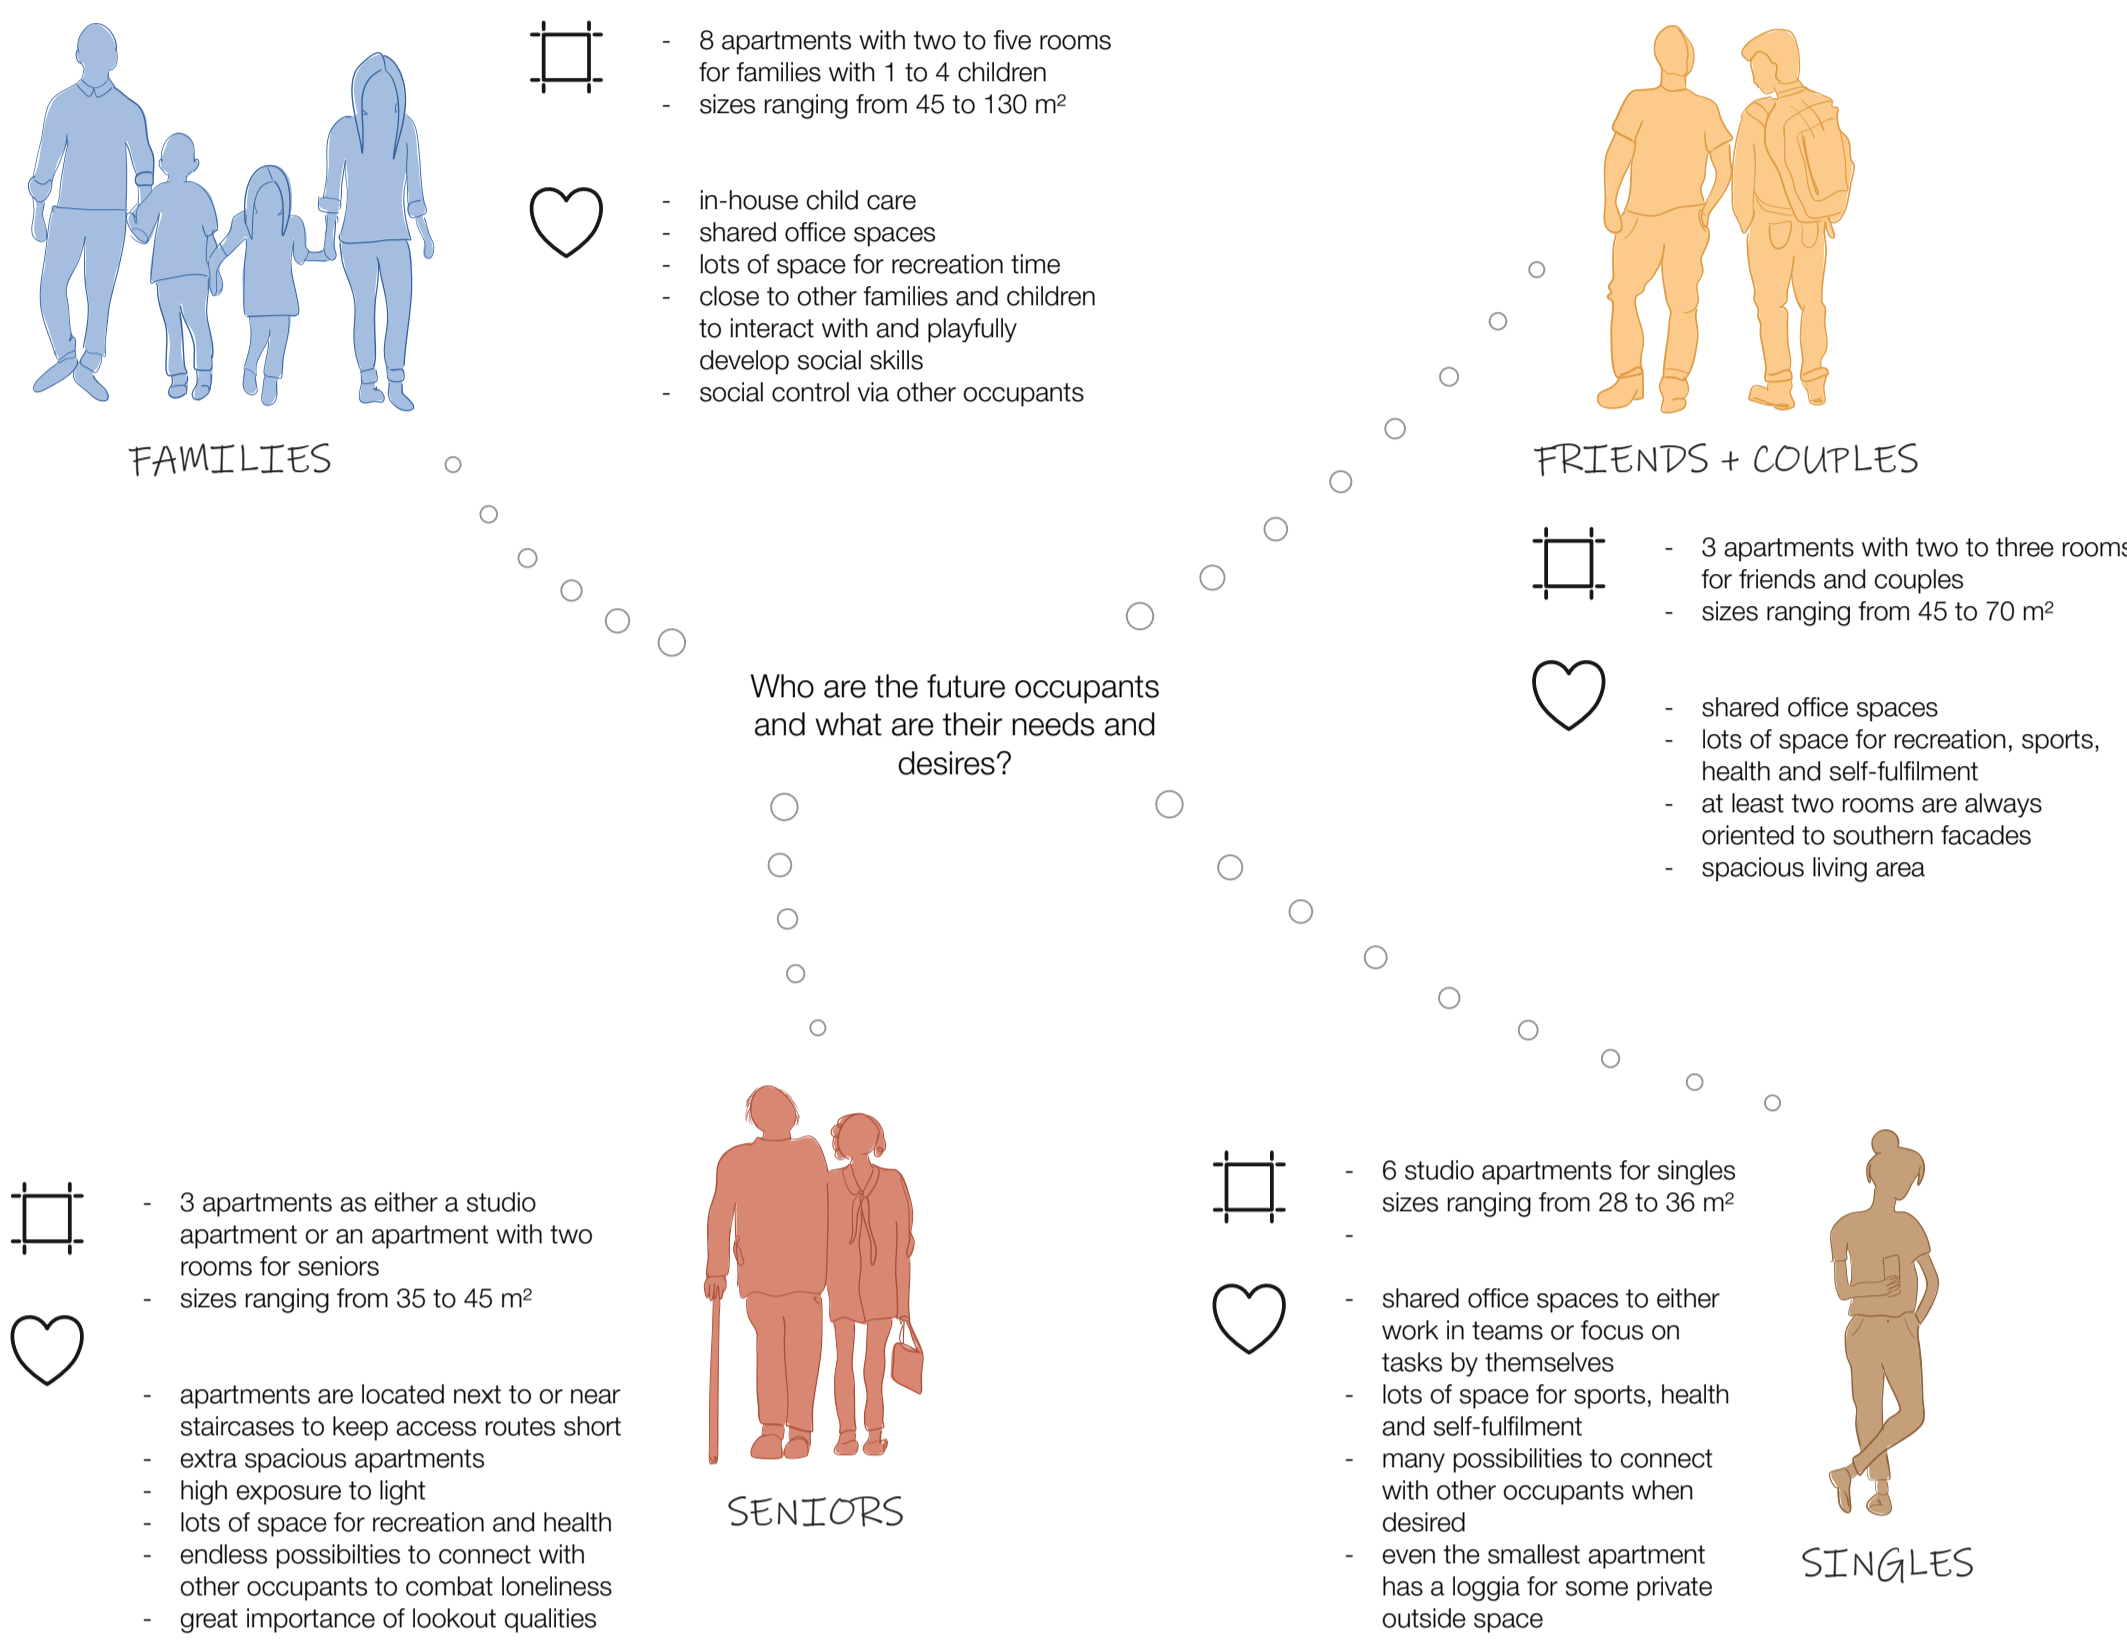 - 8 apartments with two to five rooms
for families with 1 to 4 children
- sizes ranging from 45 to 130 m²
- in-house child care
- shared office spaces
- lots of space for recreation time
- close to other families and children
to interact with and playfully
develop social skills
- social control via other occupants
FAMILIES
FRIENDS + COUPLES
- 3 apartments with two to three rooms
for friends and couples
- sizes ranging from 45 to 70 m²
- shared office spaces
- lots of space for recreation, sports,
health and self-fulfilment
- at least two rooms are always
oriented to southern facades
- spacious living area
Who are the future occupants
and what are their needs and
desires?
- 3 apartments as either a studio
apartment or an apartment with two
rooms for seniors
- sizes ranging from 35 to 45 m²
- apartments are located next to or near
staircases to keep access routes short
- extra spacious apartments
- high exposure to light
- lots of space for recreation and health
- endless possibilties to connect with
other occupants to combat loneliness
- great importance of lookout qualities
SENIORS
- 6 studio apartments for singles
sizes ranging from 28 to 36 m²
-
- shared office spaces to either
work in teams or focus on
tasks by themselves
- lots of space for sports, health
and self-fulfilment
- many possibilities to connect
with other occupants when
desired
- even the smallest apartment
has a loggia for some private
outside space
SINGLES